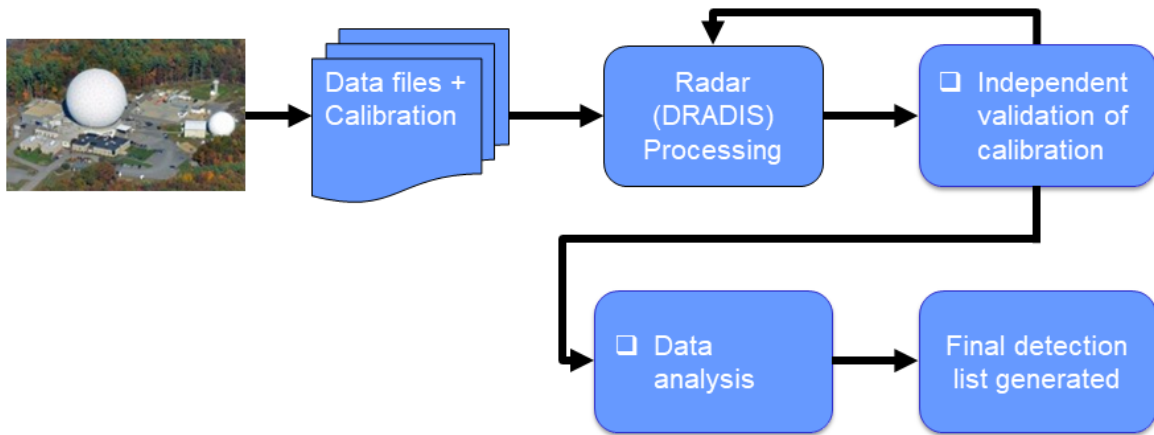 Data files +
Calibration
Radar
(DRADIS)
Processing
❑ Independent
validation of
calibration
❑ Data
analysis
Final detection
list generated